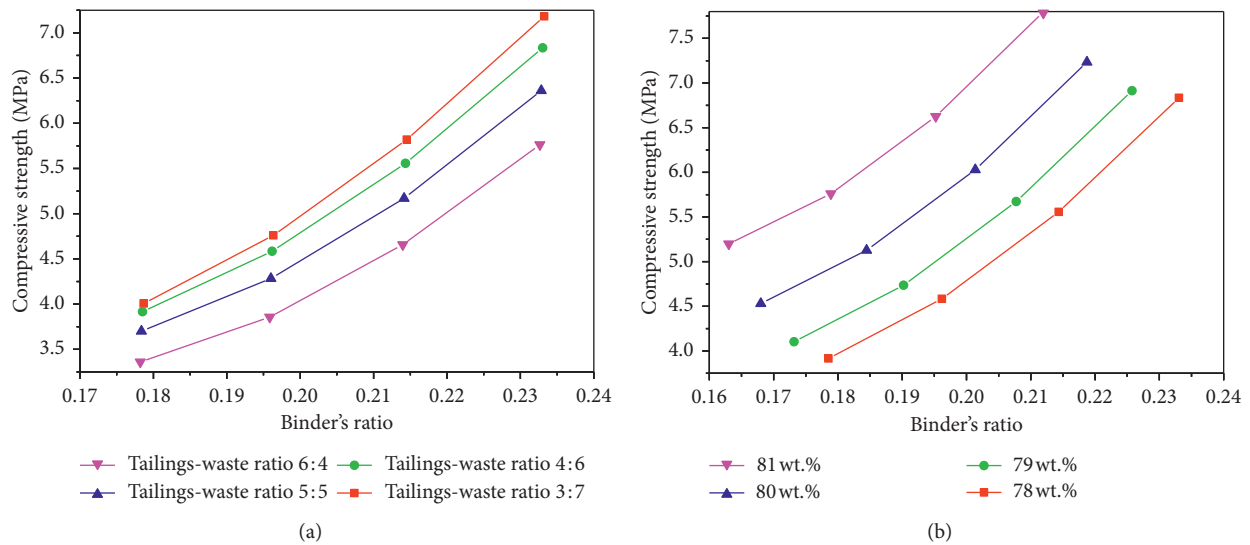 7.0
6.5
6.0
5.5
5.0
4.5
4.0
3.5
Compressive strength (MPa)
0.17 0.18 0.19 0.20 0.21 0.22 0.23 0.24
Binder's ratio
Tailings-waste ratio 6:4
Tailings-waste ratio 5:5
Tailings-waste ratio 4:6
Tailings-waste ratio 3:7
(a)
7.5
7.0
6.5
6.0
5.5
5.0
4.5
4.0
Compressive strength (MPa)
0.16 0.17 0.18 0.19 0.20 0.21 0.22 0.23 0.24
Binder's ratio
81 wt.%
80 wt.%
79 wt.%
78 wt.%
(b)